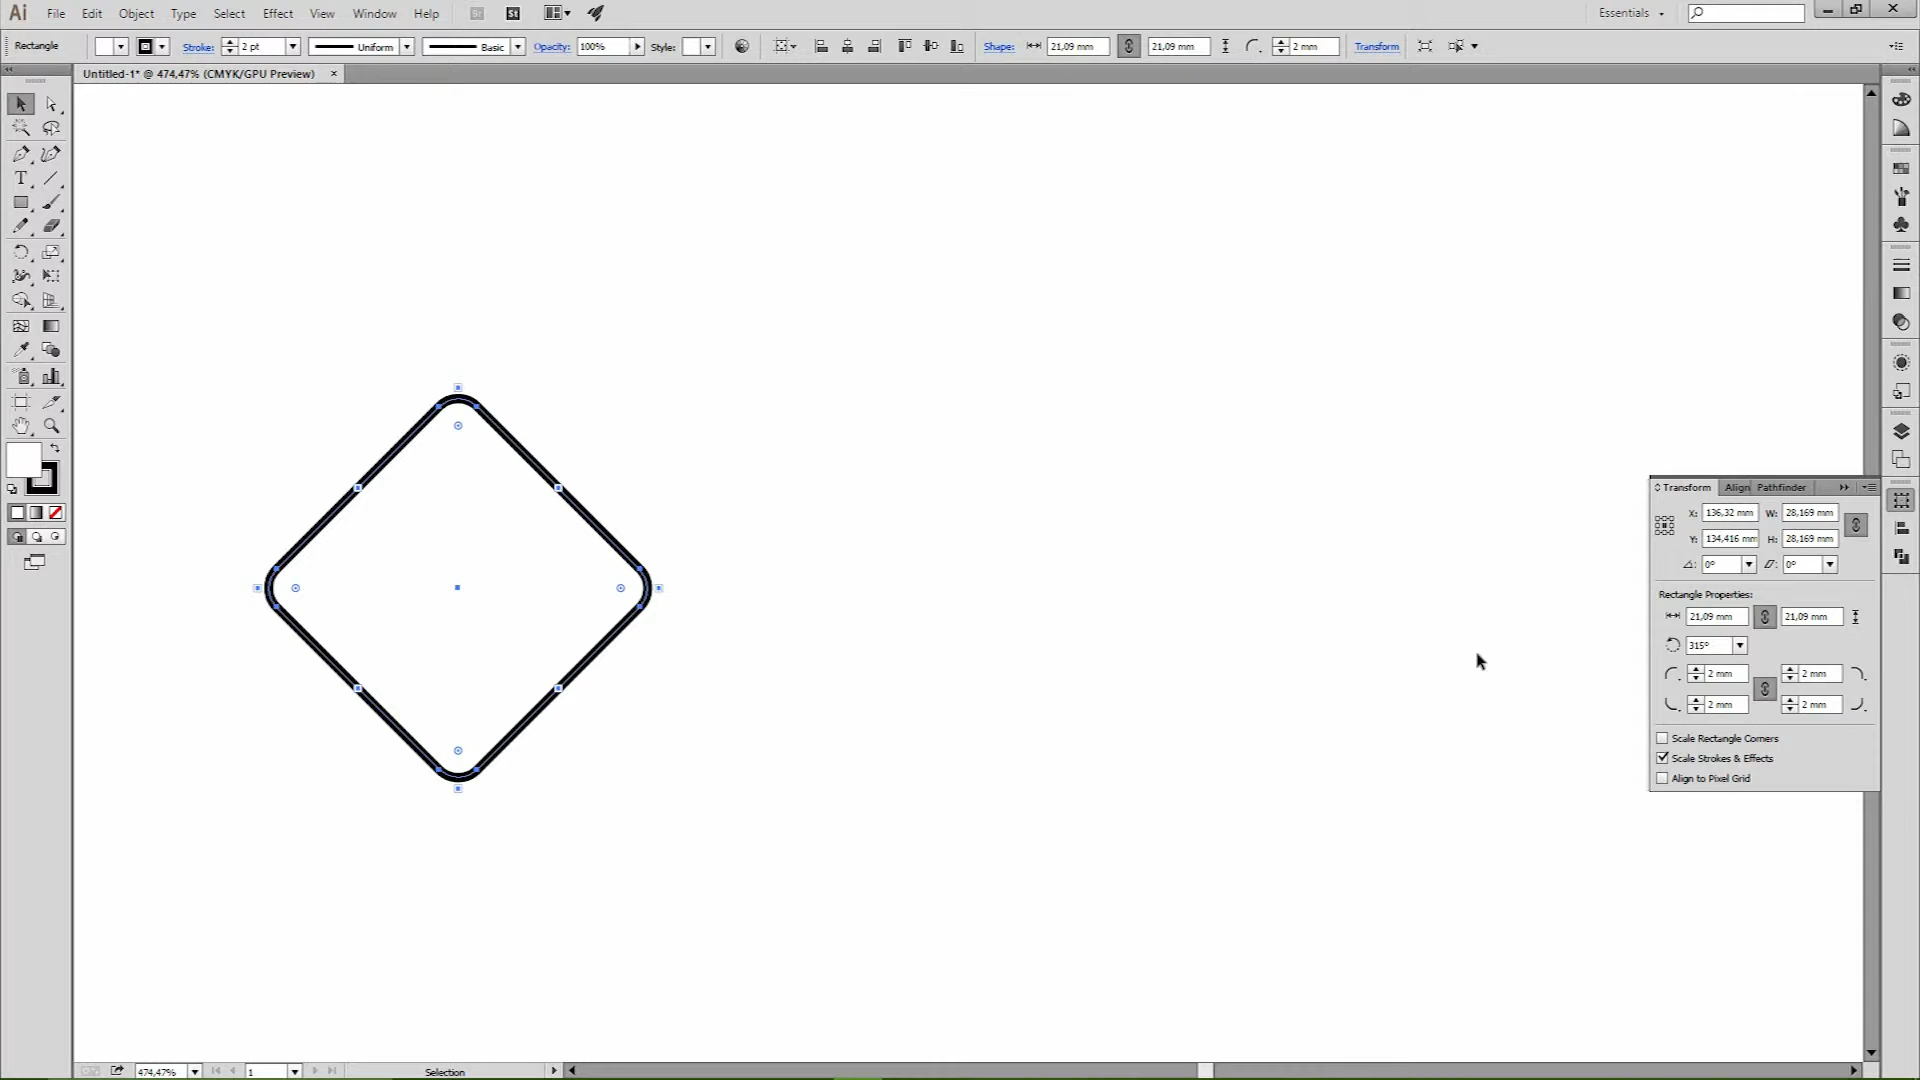 Ai File Edit Object Type Select Effect View Window Help Br St Essentials
Rectangle Stroke: 2 pt Uniform Basic Opacity: 100% Style: Shape: 21,09 mm 21,09 mm 2 mm Transform
Untitled-1* @ 474,47% (CMYK/GPU Preview) ×
T
Transform Align Pathfinder
X: 136,32 mm W: 28,169 mm
Y: 134,416 mm H: 28,169 mm
0° 0°
Rectangle Properties:
21,09 mm 21,09 mm
315°
2 mm 2 mm
2 mm 2 mm
Scale Rectangle Corners
Scale Strokes & Effects
Align to Pixel Grid
474,47% 1 Selection